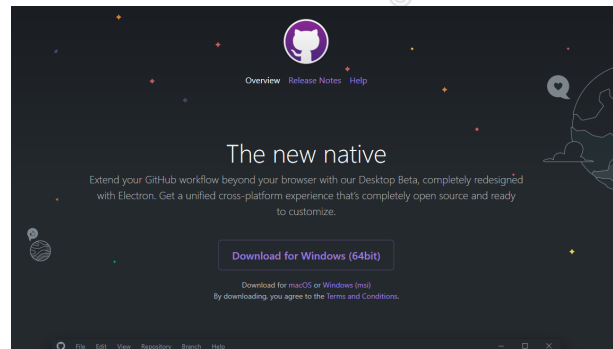 Overview Release Notes Help
The new native
Extend your GitHub workflow beyond your browser with our Desktop Beta, completely redesigned
with Electron. Get a unified cross-platform experience that's completely open source and ready
to customize.
Download for Windows (64bit)
Download for macOS or Windows (msi)
By downloading, you agree to the Terms and Conditions.
File Edit View Repository Branch Help